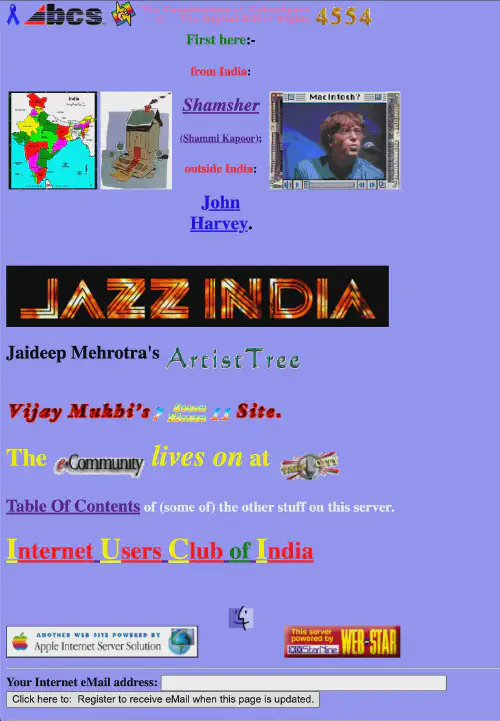 abcs
4554
First here:-
from India:
India
Macintosh?
Shamsher
(Shammi Kapoor);
outside India:
John
Harvey.
JAZZ INDIA
Jaideep Mehrotra's ArtistTree
Vijay Mukhi's Site.
The eCommunity lives on at
Table Of Contents of (some of) the other stuff on this server.
Internet Users Club of India
ANOTHER WEB SITE POWERED BY
Apple Internet Server Solution
This server
powered by
StarNine WEB-STAR
Your Internet eMail address:
Click here to: Register to receive eMail when this page is updated.